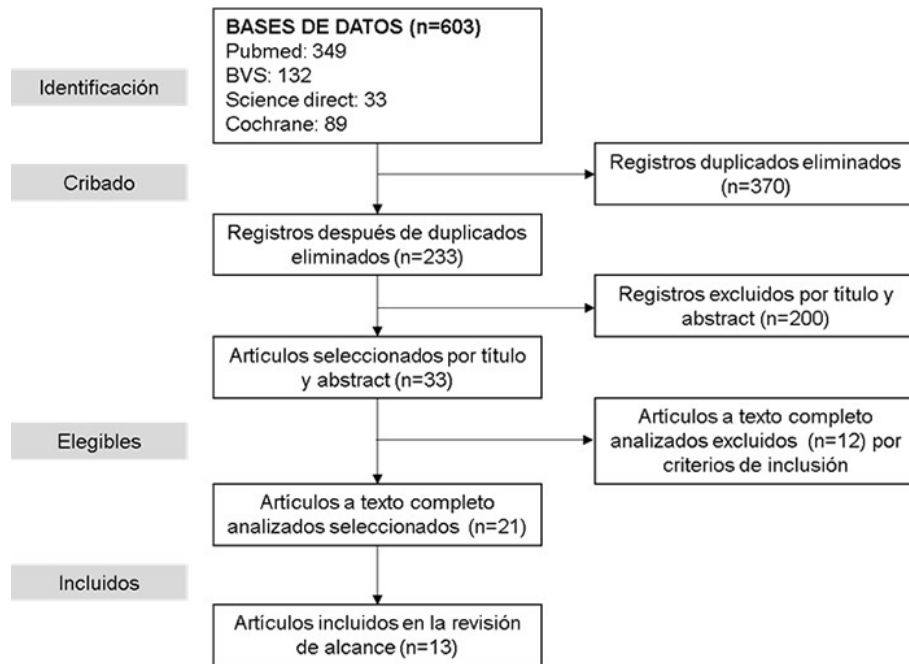 BASES DE DATOS (n=603)
Pubmed: 349
BVS: 132
Science direct: 33
Cochrane: 89
Identificación
Registros duplicados eliminados
(n=370)
Cribado
Registros después de duplicados
eliminados (n=233)
Registros excluidos por título y
abstract (n=200)
Artículos seleccionados por título
y abstract (n=33)
Artículos a texto completo
analizados excluidos (n=12) por
criterios de inclusión
Elegibles
Artículos a texto completo
analizados seleccionados (n=21)
Incluidos
Artículos incluidos en la revisión
de alcance (n=13)